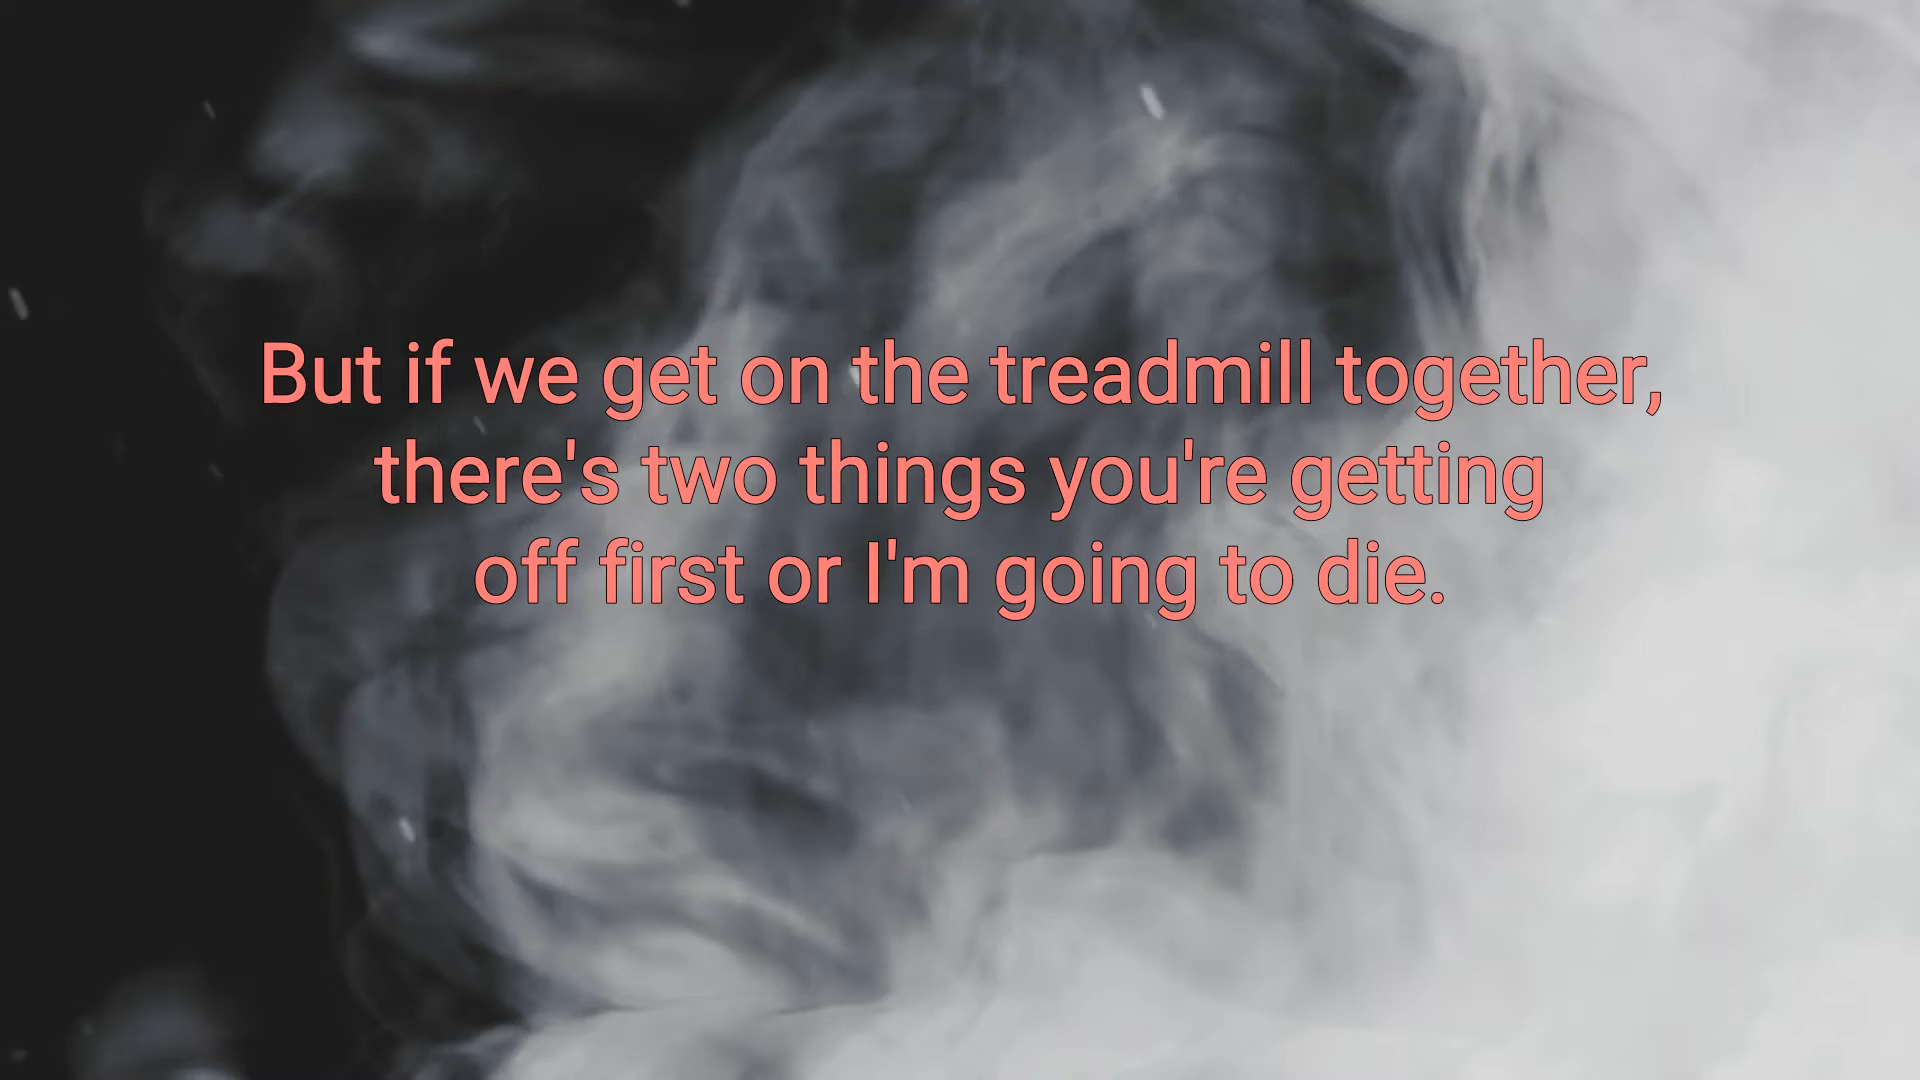 But if we get on the treadmill together,
there's two things you're getting
off first or I'm going to die.